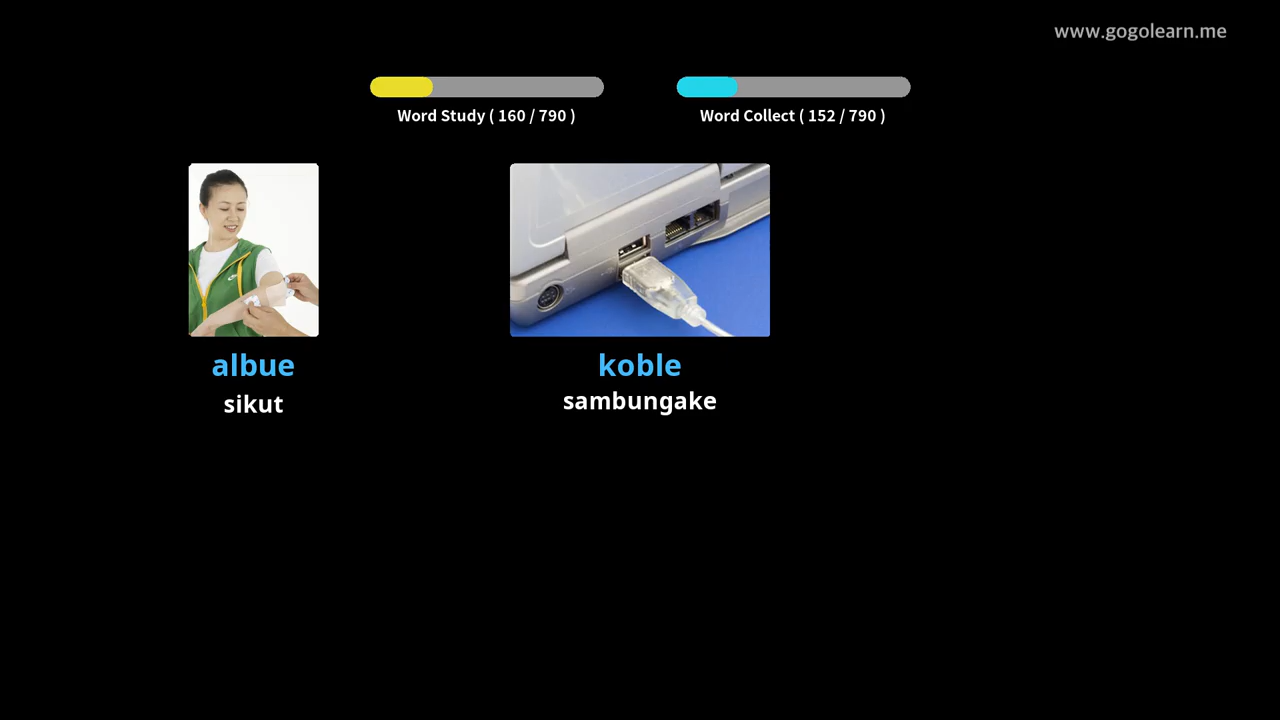 www.gogolearn.me
Word Study ( 160 / 790 )
Word Collect ( 152 / 790 )
albue
sikut
koble
sambungake